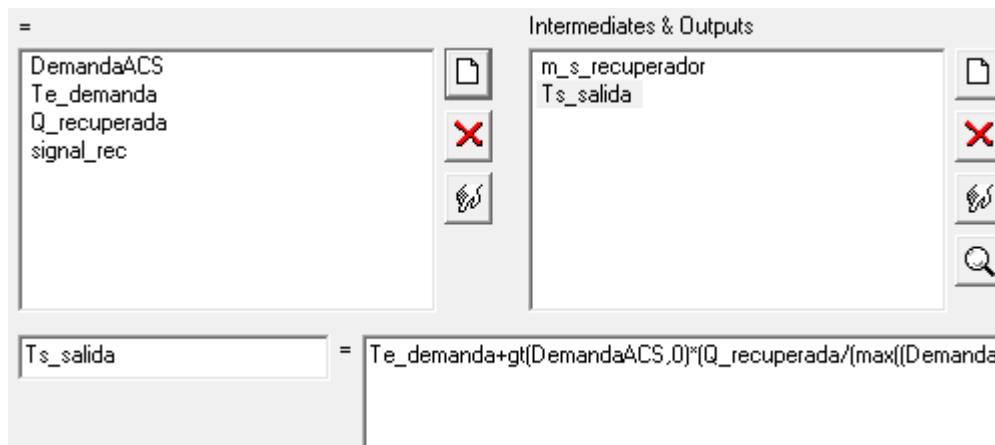 =
DemandaACS
Te_demanda
Q_recuperada
signal_rec
Intermediates & Outputs
m_s_recuperador
Ts_salida
Ts_salida = Te_demanda+gt(DemandaACS,0)*(Q_recuperada/(max((Demanda